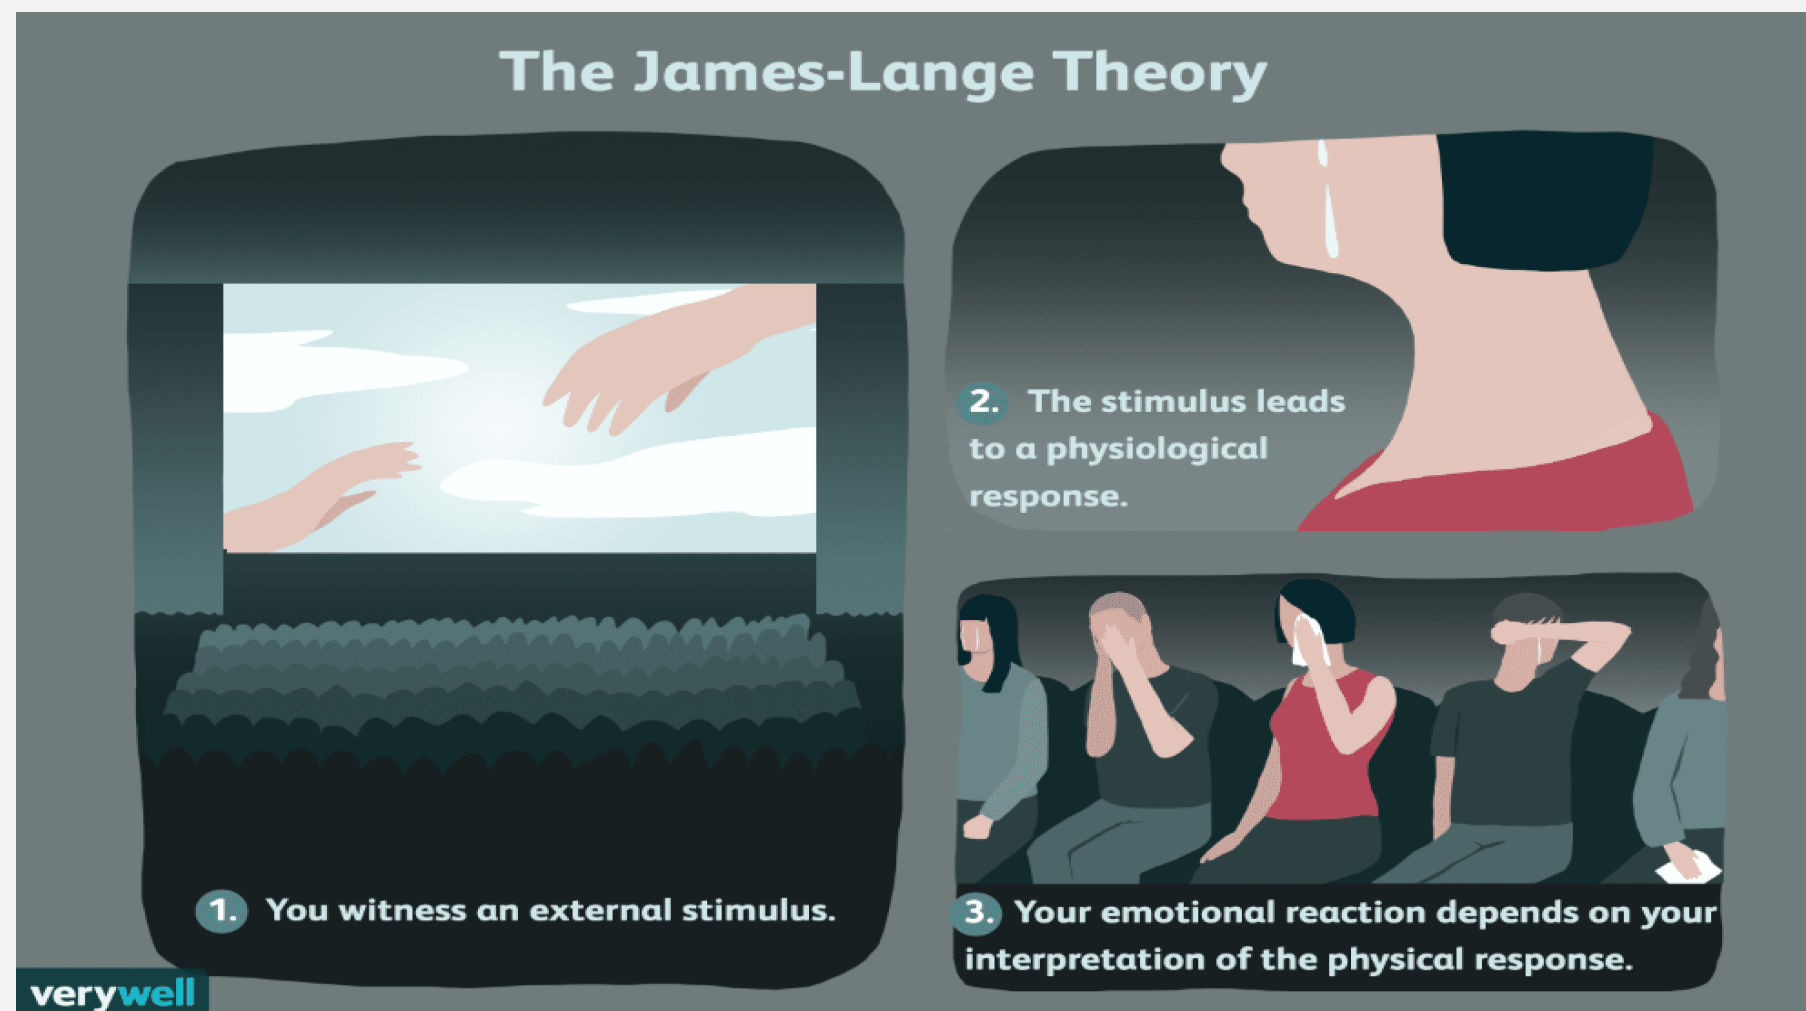 The James-Lange Theory
1. You witness an external stimulus.
2. The stimulus leads
to a physiological
response.
3. Your emotional reaction depends on your
interpretation of the physical response.
verywell